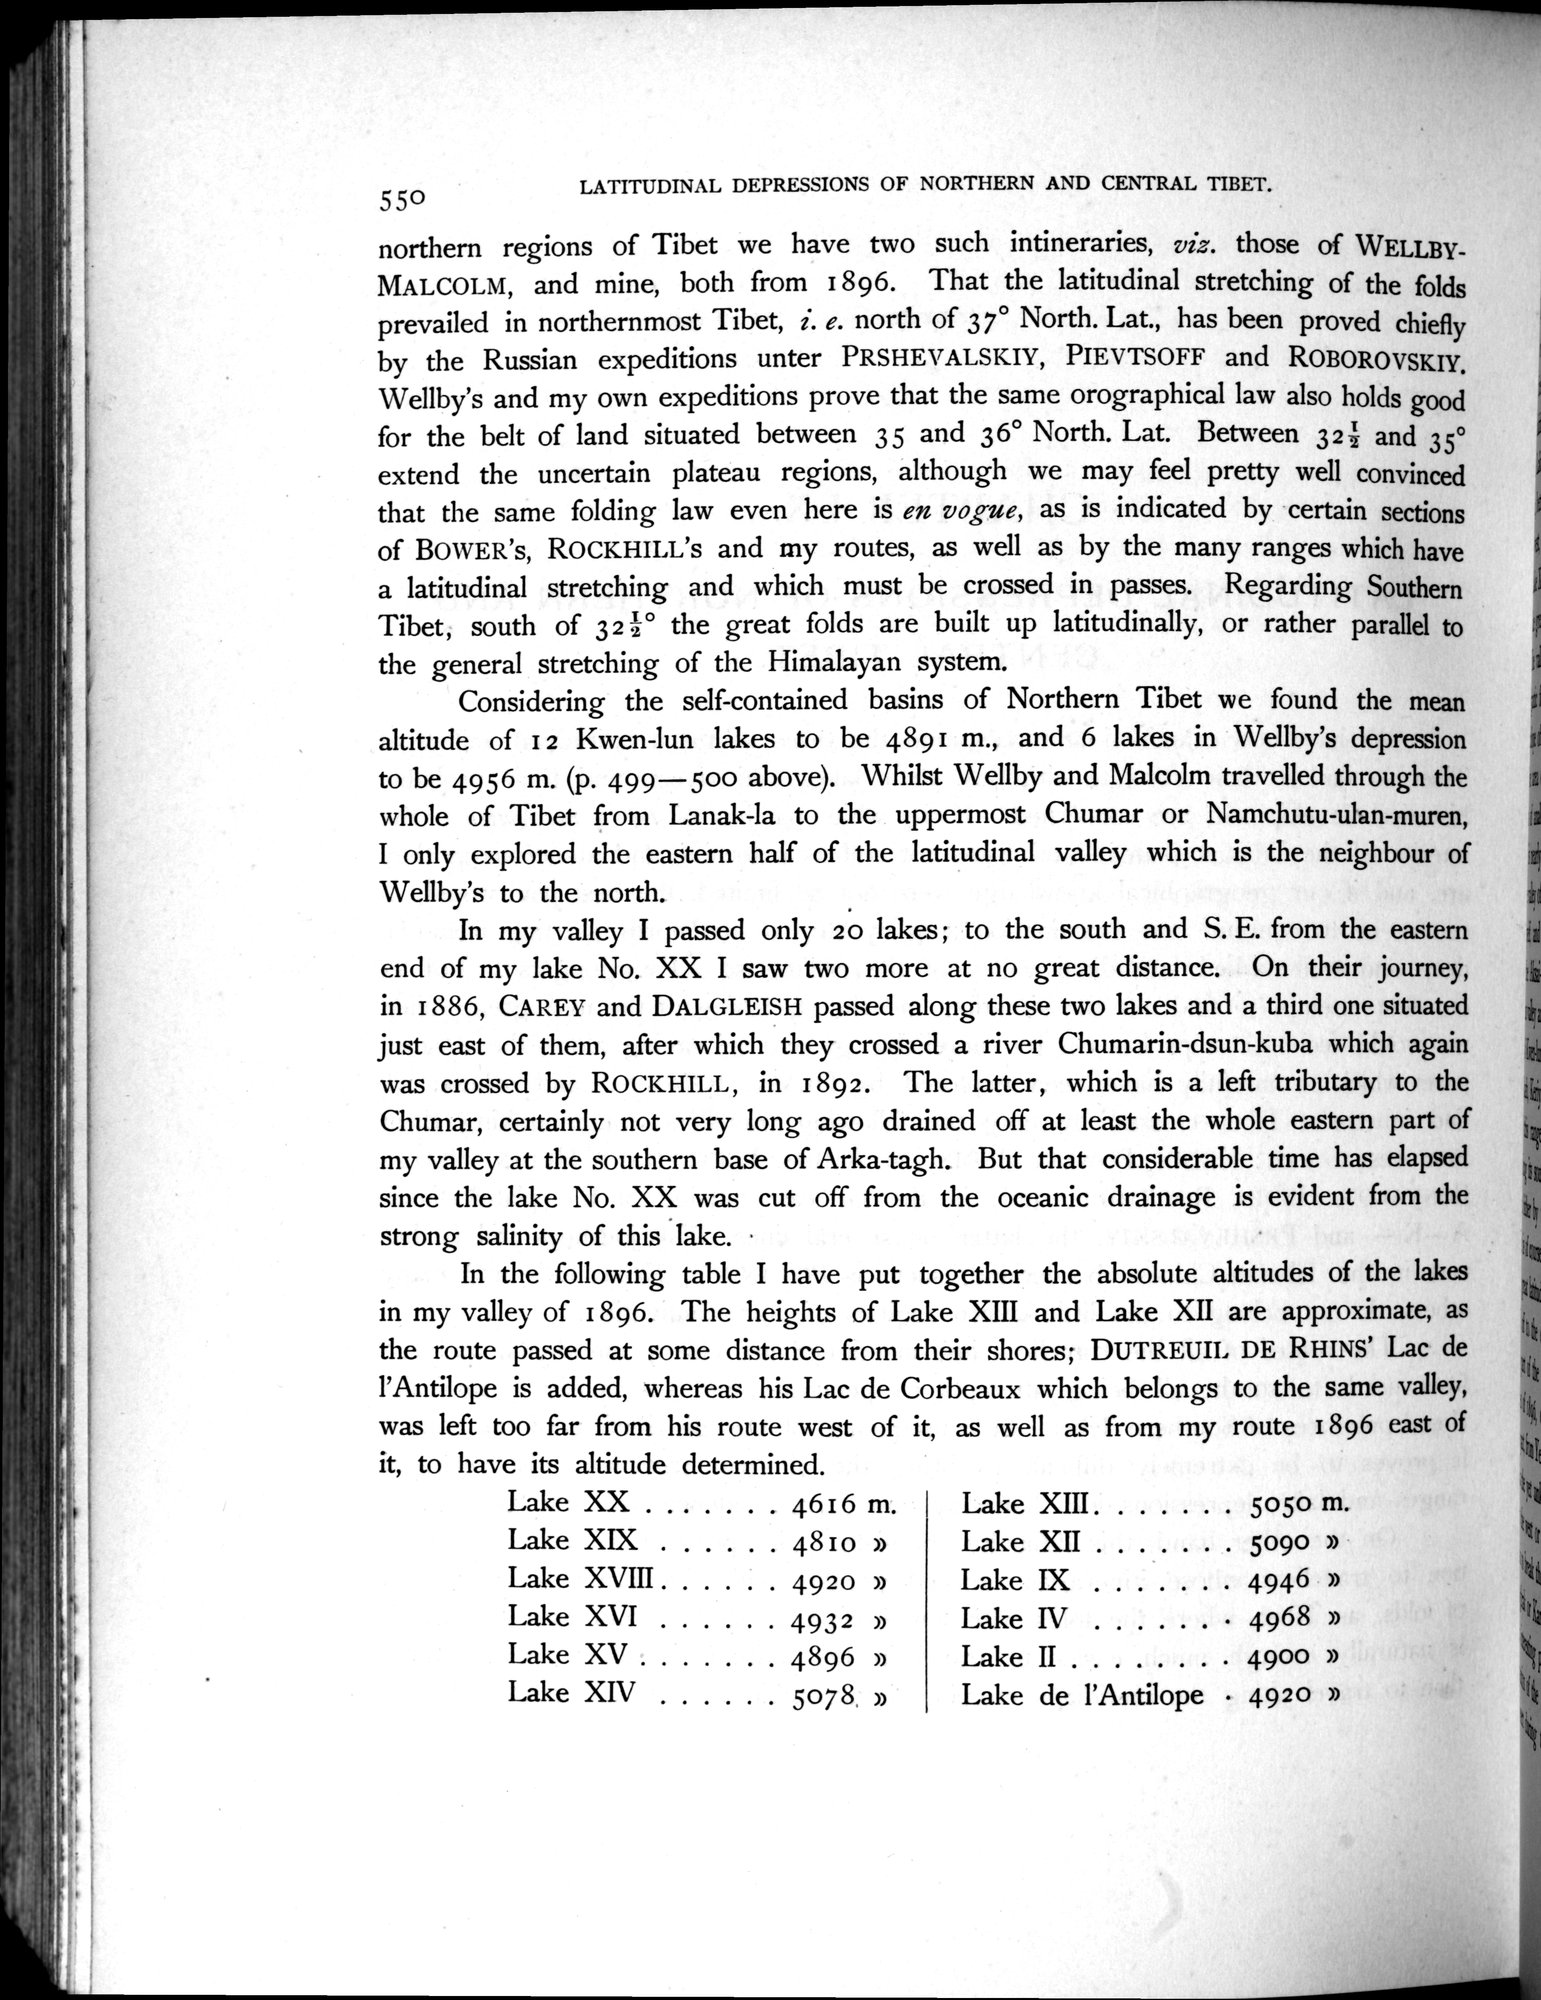 550
LATITUDINAL DEPRESSIONS OF NORTHERN AND CENTRAL TIBET.
northern regions of Tibet we have two such intineraries, viz. those of WELLBY-
MALCOLM, and mine, both from 1896. That the latitudinal stretching of the folds
prevailed in northernmost Tibet, i. e. north of 37° North. Lat., has been proved chiefly
by the Russian expeditions unter PRSHEVALSKIY, PIEVTSOFF and ROBOROVSKIY.
Wellby's and my own expeditions prove that the same orographical law also holds good
for the belt of land situated between 35 and 36° North. Lat. Between 32½ and 35°
extend the uncertain plateau regions, although we may feel pretty well convinced
that the same folding law even here is en vogue, as is indicated by certain sections
of BOWER's, ROCKHILL's and my routes, as well as by the many ranges which have
a latitudinal stretching and which must be crossed in passes. Regarding Southern
Tibet, south of 32½° the great folds are built up latitudinally, or rather parallel to
the general stretching of the Himalayan system.
Considering the self-contained basins of Northern Tibet we found the mean
altitude of 12 Kwen-lun lakes to be 4891 m., and 6 lakes in Wellby's depression
to be 4956 m. (p. 499—500 above). Whilst Wellby and Malcolm travelled through the
whole of Tibet from Lanak-la to the uppermost Chumar or Namchutu-ulan-muren,
I only explored the eastern half of the latitudinal valley which is the neighbour of
Wellby's to the north.
In my valley I passed only 20 lakes; to the south and S. E. from the eastern
end of my lake No. XX I saw two more at no great distance. On their journey,
in 1886, CAREY and DALGLEISH passed along these two lakes and a third one situated
just east of them, after which they crossed a river Chumarin-dsun-kuba which again
was crossed by ROCKHILL, in 1892. The latter, which is a left tributary to the
Chumar, certainly not very long ago drained off at least the whole eastern part of
my valley at the southern base of Arka-tagh. But that considerable time has elapsed
since the lake No. XX was cut off from the oceanic drainage is evident from the
strong salinity of this lake.
In the following table I have put together the absolute altitudes of the lakes
in my valley of 1896. The heights of Lake XIII and Lake XII are approximate, as
the route passed at some distance from their shores; DUTREUIL DE RHINS' Lac de
l'Antilope is added, whereas his Lac de Corbeaux which belongs to the same valley,
was left too far from his route west of it, as well as from my route 1896 east of
it, to have its altitude determined.
Lake XX . . . . . . . 4616 m.
Lake XIX . . . . . . 4810 »
Lake XVIII . . . . . . 4920 »
Lake XVI . . . . . . 4932 »
Lake XV . . . . . . . 4896 »
Lake XIV . . . . . . 5078 »
Lake XIII . . . . . . . 5050 m.
Lake XII . . . . . . . 5090 »
Lake IX . . . . . . . 4946 »
Lake IV . . . . . . . 4968 »
Lake II . . . . . . . . 4900 »
Lake de l'Antilope . 4920 »